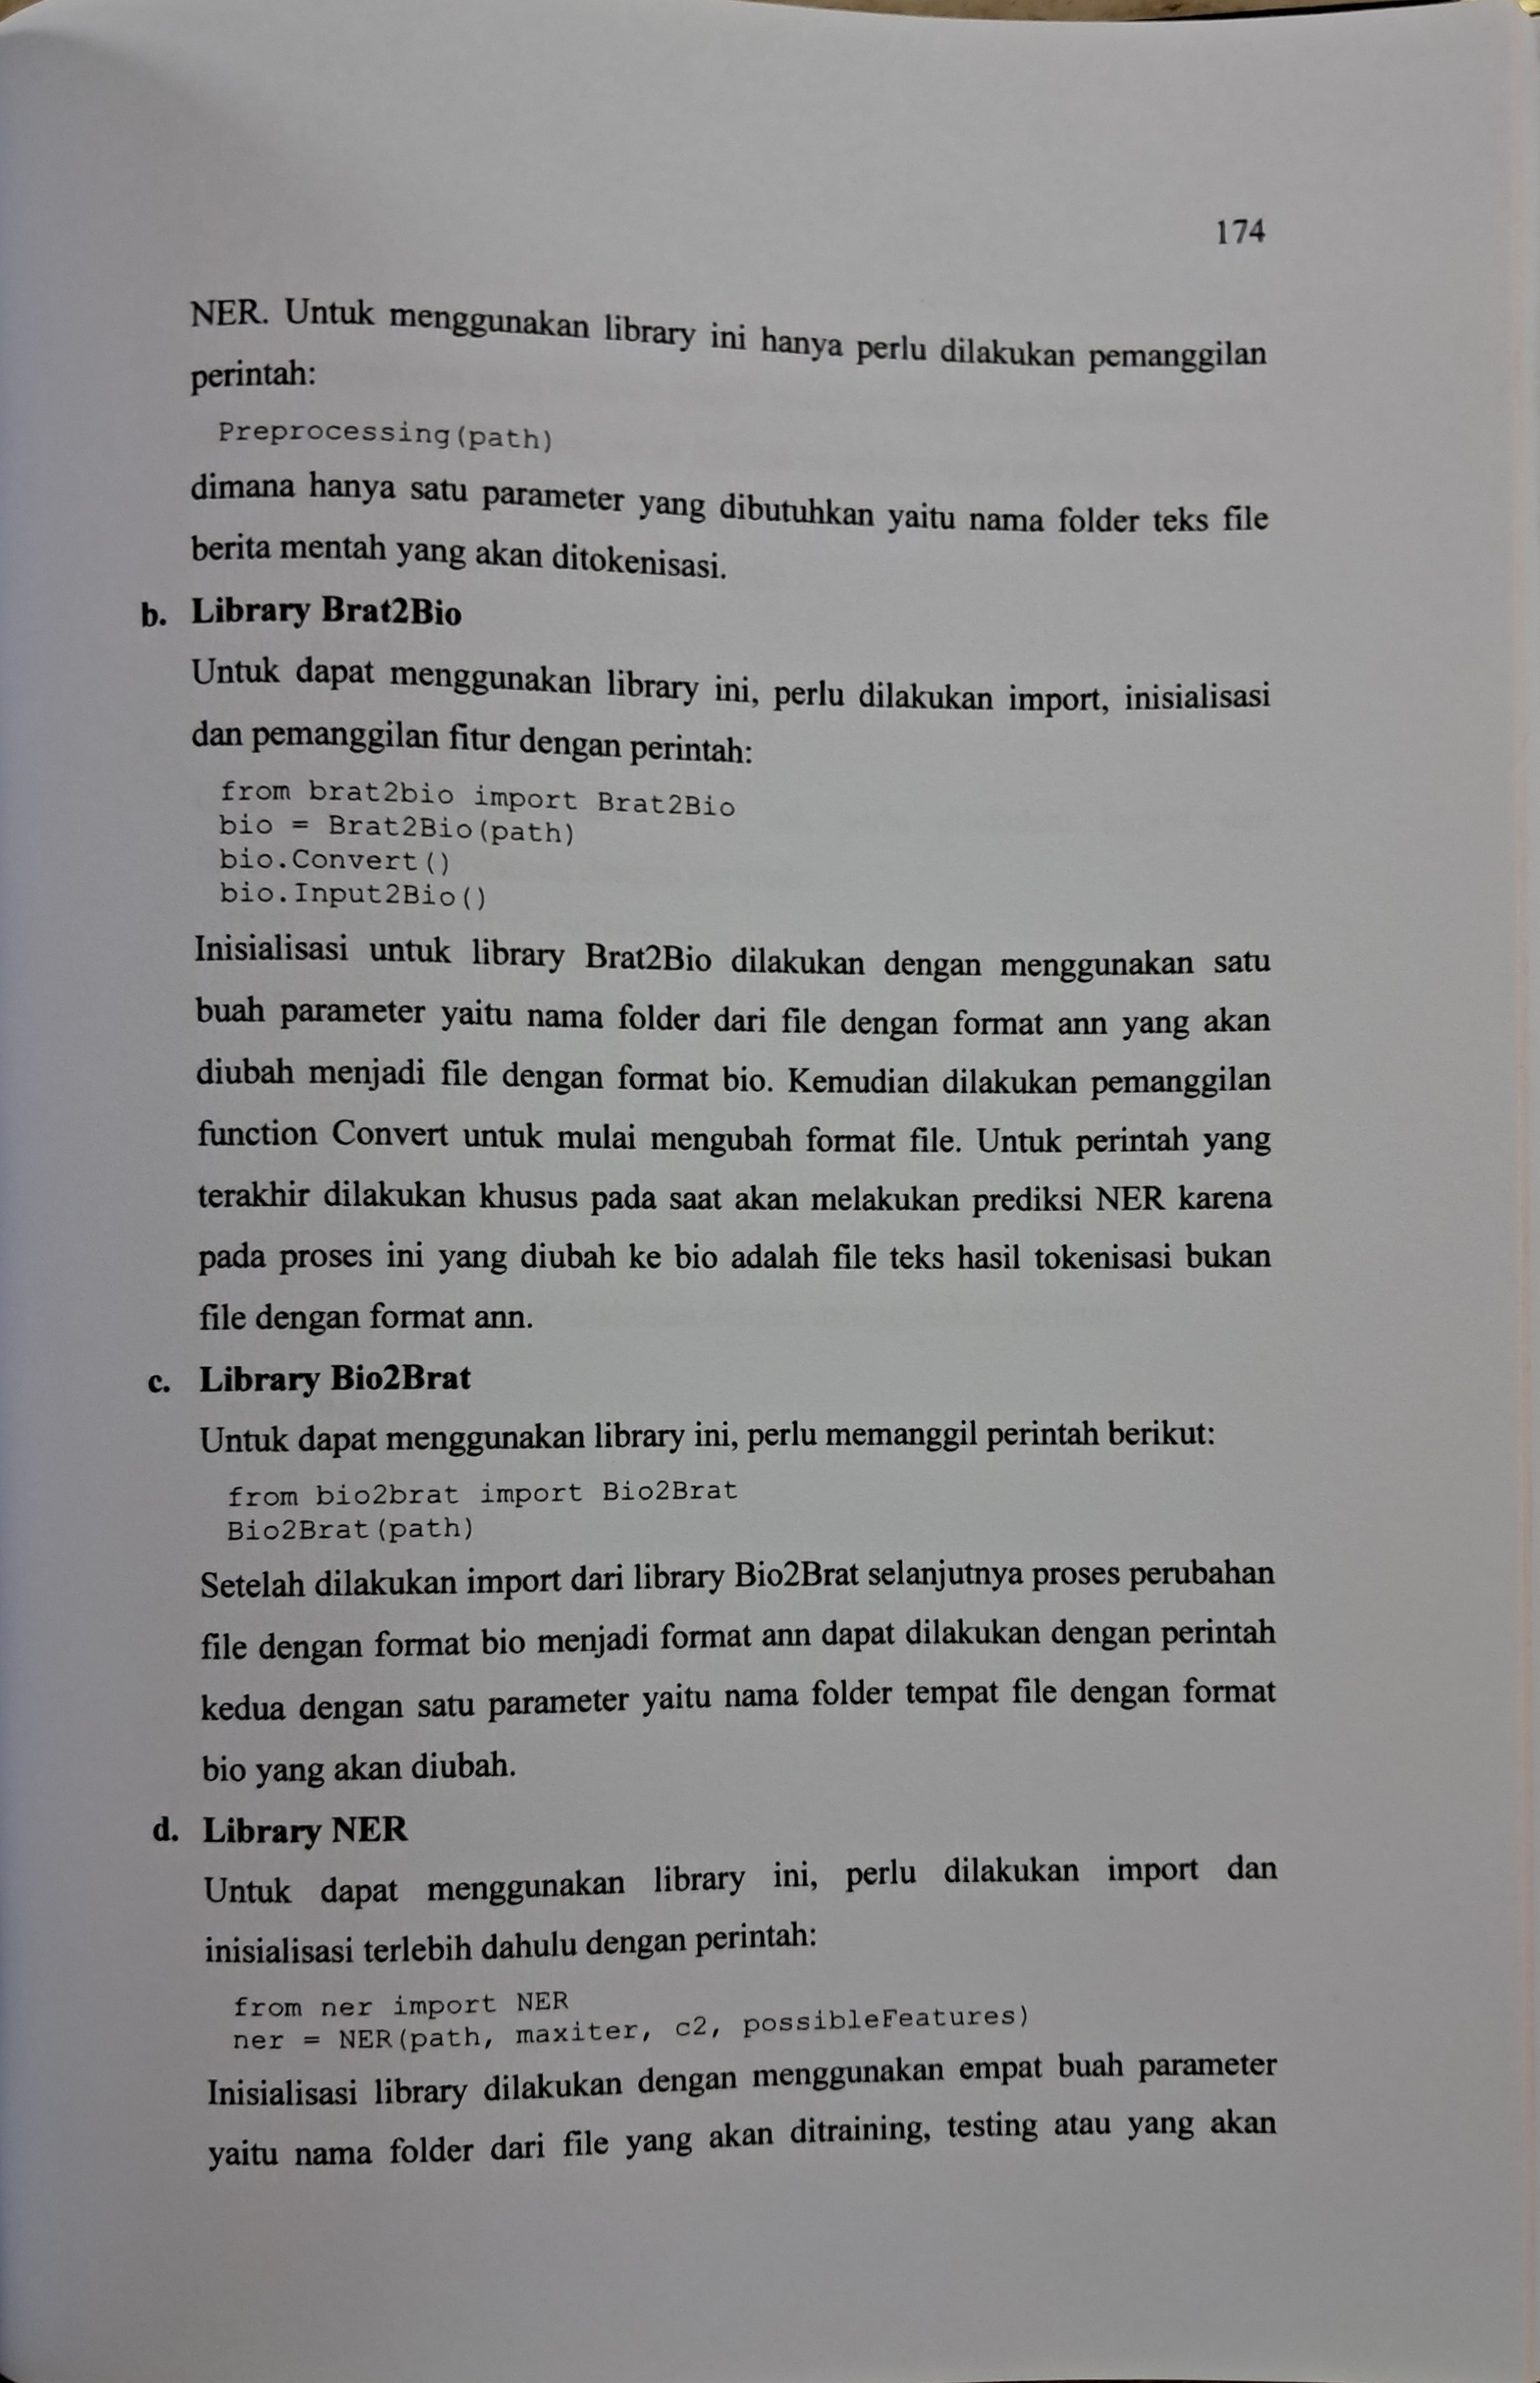 174
NER. Untuk menggunakan library ini hanya perlu dilakukan pemanggilan
perintah:
Preprocessing(path)
dimana hanya satu parameter yang dibutuhkan yaitu nama folder teks file
berita mentah yang akan ditokenisasi.
b. Library Brat2Bio
Untuk dapat menggunakan library ini, perlu dilakukan import, inisialisasi
dan pemanggilan fitur dengan perintah:
from brat2bio import Brat2Bio
bio = Brat2Bio(path)
bio.Convert()
bio.Input2Bio()
Inisialisasi untuk library Brat2Bio dilakukan dengan menggunakan satu
buah parameter yaitu nama folder dari file dengan format ann yang akan
diubah menjadi file dengan format bio. Kemudian dilakukan pemanggilan
function Convert untuk mulai mengubah format file. Untuk perintah yang
terakhir dilakukan khusus pada saat akan melakukan prediksi NER karena
pada proses ini yang diubah ke bio adalah file teks hasil tokenisasi bukan
file dengan format ann.
c. Library Bio2Brat
Untuk dapat menggunakan library ini, perlu memanggil perintah berikut:
from bio2brat import Bio2Brat
Bio2Brat(path)
Setelah dilakukan import dari library Bio2Brat selanjutnya proses perubahan
file dengan format bio menjadi format ann dapat dilakukan dengan perintah
kedua dengan satu parameter yaitu nama folder tempat file dengan format
bio yang akan diubah.
d. Library NER
Untuk dapat menggunakan library ini, perlu dilakukan import dan
inisialisasi terlebih dahulu dengan perintah:
from ner import NER
ner = NER(path, maxiter, c2, possibleFeatures)
Inisialisasi library dilakukan dengan menggunakan empat buah parameter
yaitu nama folder dari file yang akan ditraining, testing atau yang akan